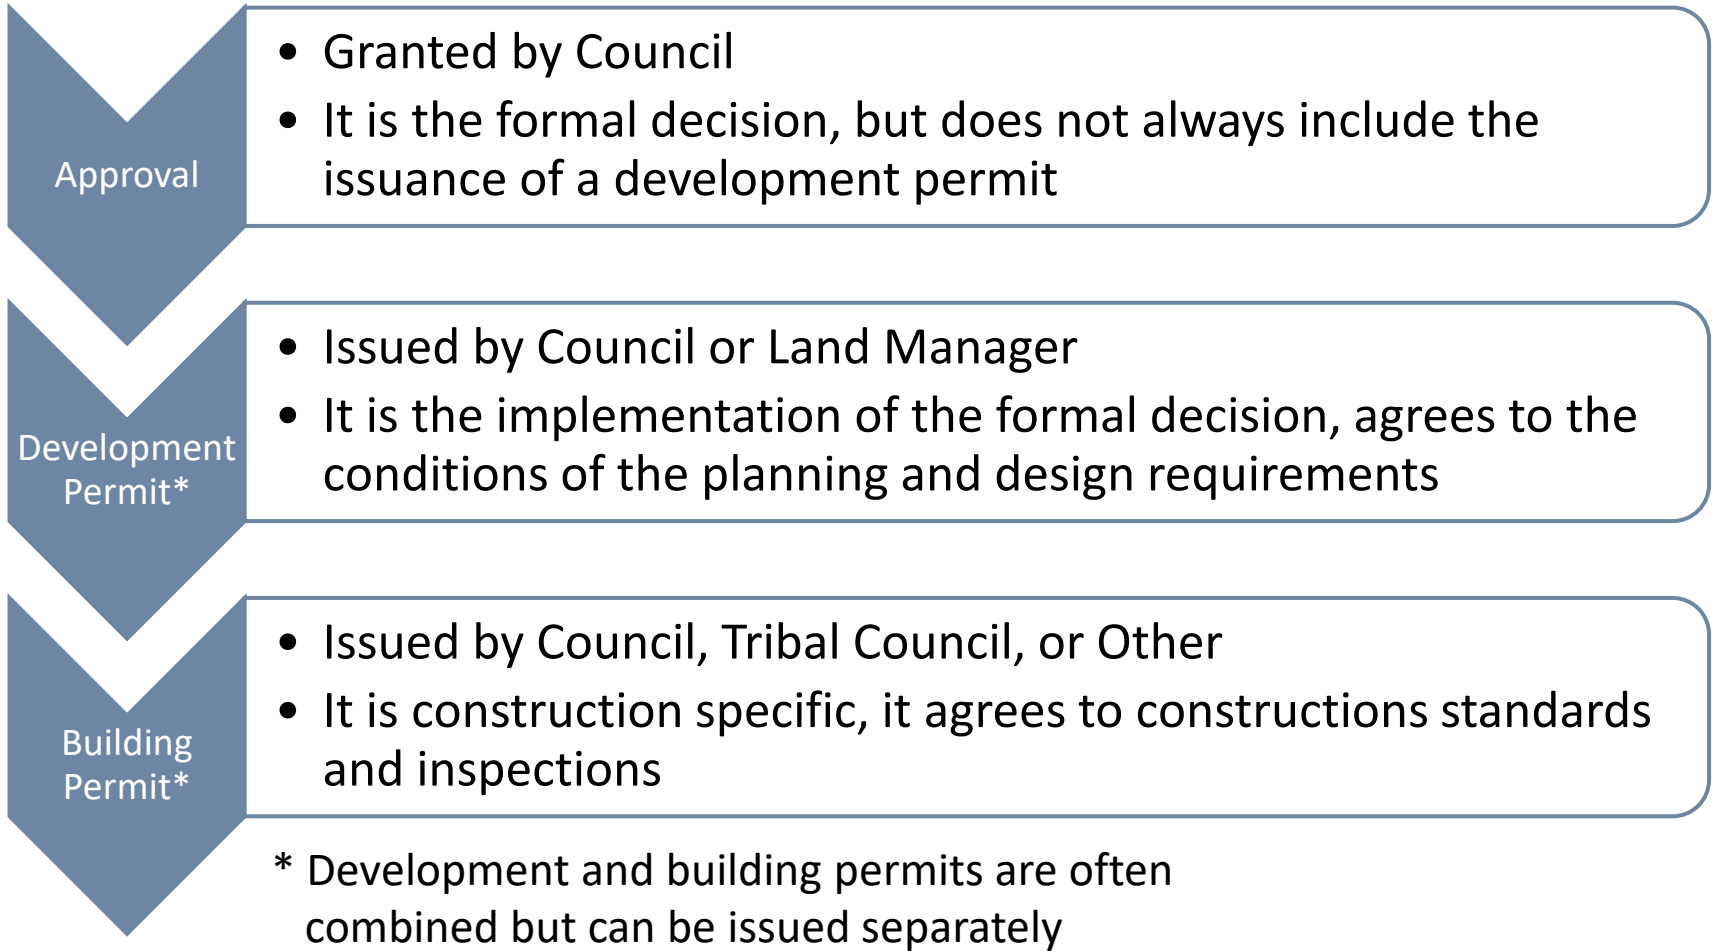 Approval
• Granted by Council
• It is the formal decision, but does not always include the
issuance of a development permit
Development
Permit*
• Issued by Council or Land Manager
• It is the implementation of the formal decision, agrees to the
conditions of the planning and design requirements
Building
Permit*
• Issued by Council, Tribal Council, or Other
• It is construction specific, it agrees to constructions standards
and inspections
* Development and building permits are often
combined but can be issued separately